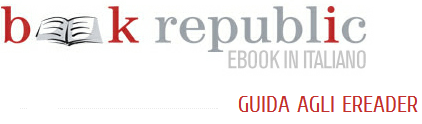 book republic
EBOOK IN ITALIANO
GUIDA AGLI EREADER